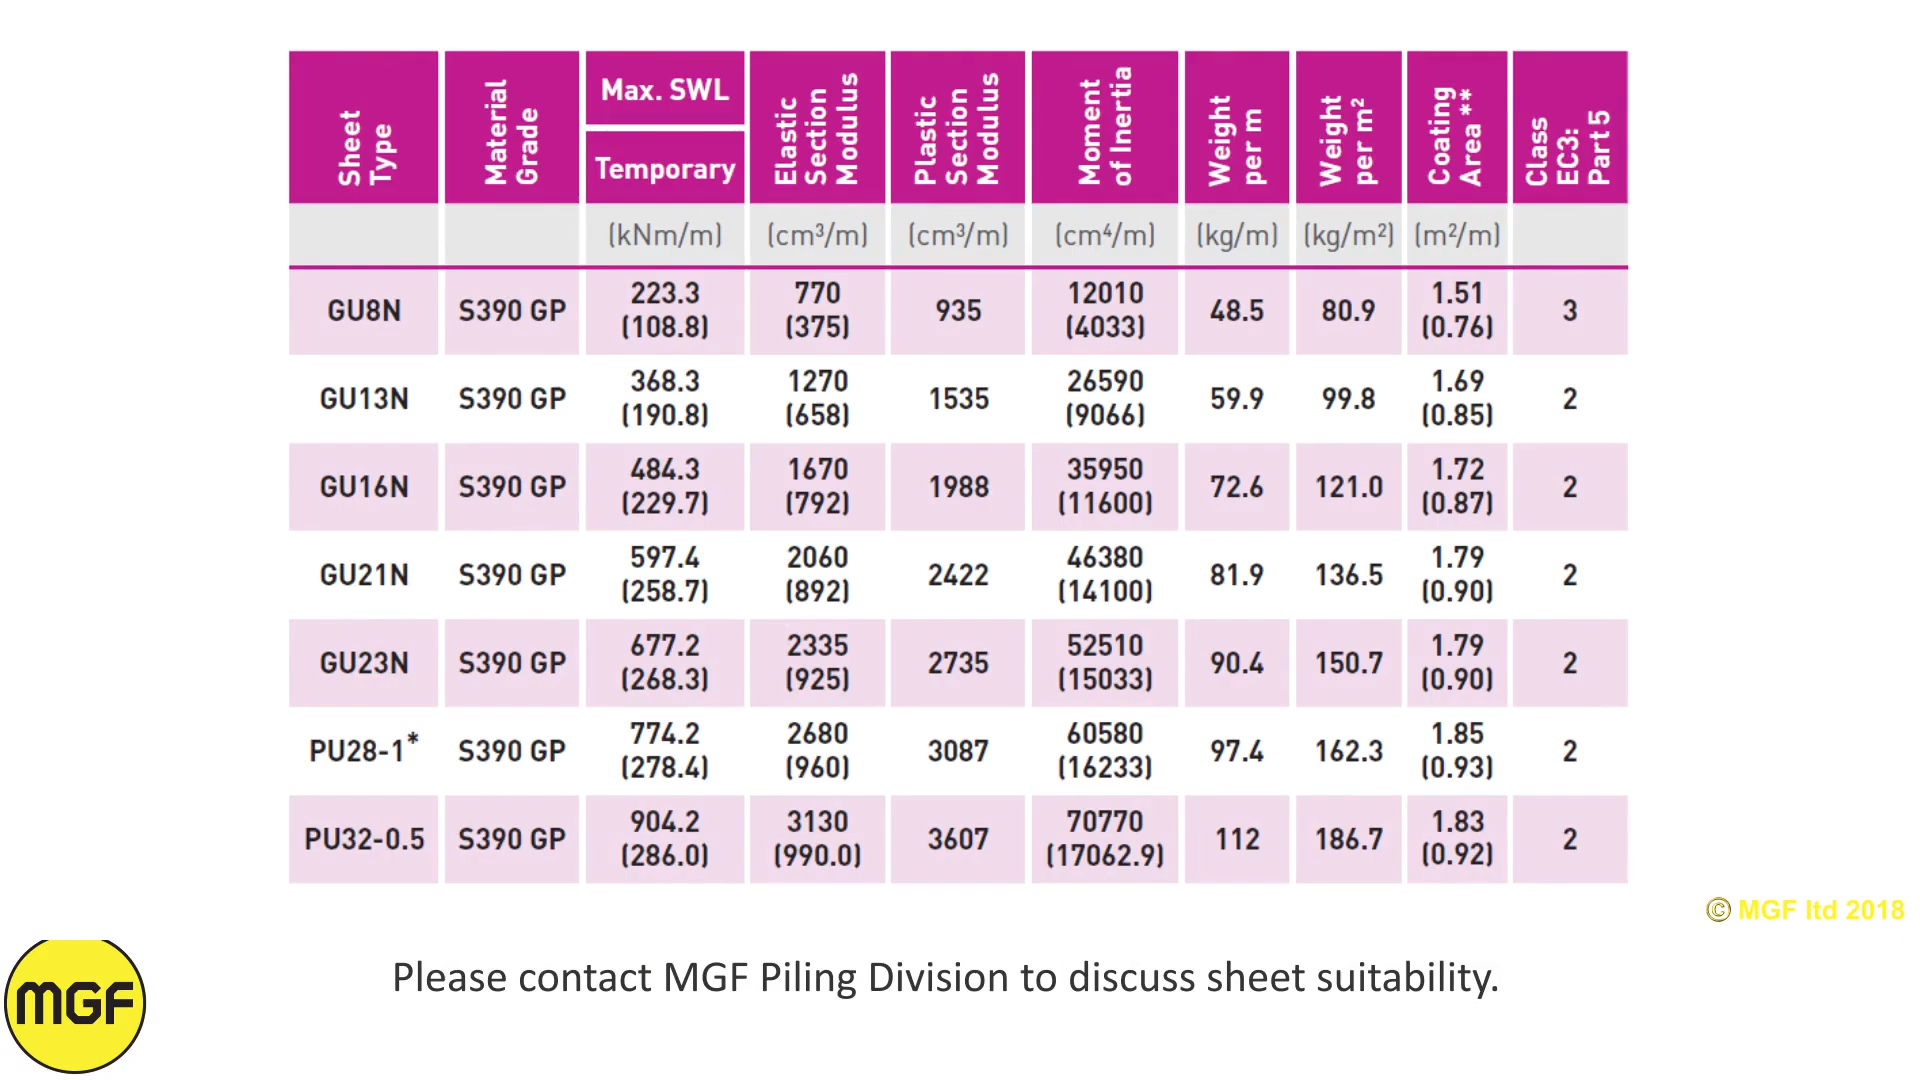 Sheet Type | Material Grade | Max. SWL Temporary | Elastic Section Modulus | Plastic Section Modulus | Moment of Inertia | Weight per m | Weight per m² | Coating Area ** | Class EC3: Part 5
(kNm/m) | (cm³/m) | (cm³/m) | (cm⁴/m) | (kg/m) | (kg/m²) | (m²/m)
GU8N | S390 GP | 223.3 (108.8) | 770 (375) | 935 | 12010 (4033) | 48.5 | 80.9 | 1.51 (0.76) | 3
GU13N | S390 GP | 368.3 (190.8) | 1270 (658) | 1535 | 26590 (9066) | 59.9 | 99.8 | 1.69 (0.85) | 2
GU16N | S390 GP | 484.3 (229.7) | 1670 (792) | 1988 | 35950 (11600) | 72.6 | 121.0 | 1.72 (0.87) | 2
GU21N | S390 GP | 597.4 (258.7) | 2060 (892) | 2422 | 46380 (14100) | 81.9 | 136.5 | 1.79 (0.90) | 2
GU23N | S390 GP | 677.2 (268.3) | 2335 (925) | 2735 | 52510 (15033) | 90.4 | 150.7 | 1.79 (0.90) | 2
PU28-1* | S390 GP | 774.2 (278.4) | 2680 (960) | 3087 | 60580 (16233) | 97.4 | 162.3 | 1.85 (0.93) | 2
PU32-0.5 | S390 GP | 904.2 (286.0) | 3130 (990.0) | 3607 | 70770 (17062.9) | 112 | 186.7 | 1.83 (0.92) | 2
© MGF ltd 2018
MGF
Please contact MGF Piling Division to discuss sheet suitability.